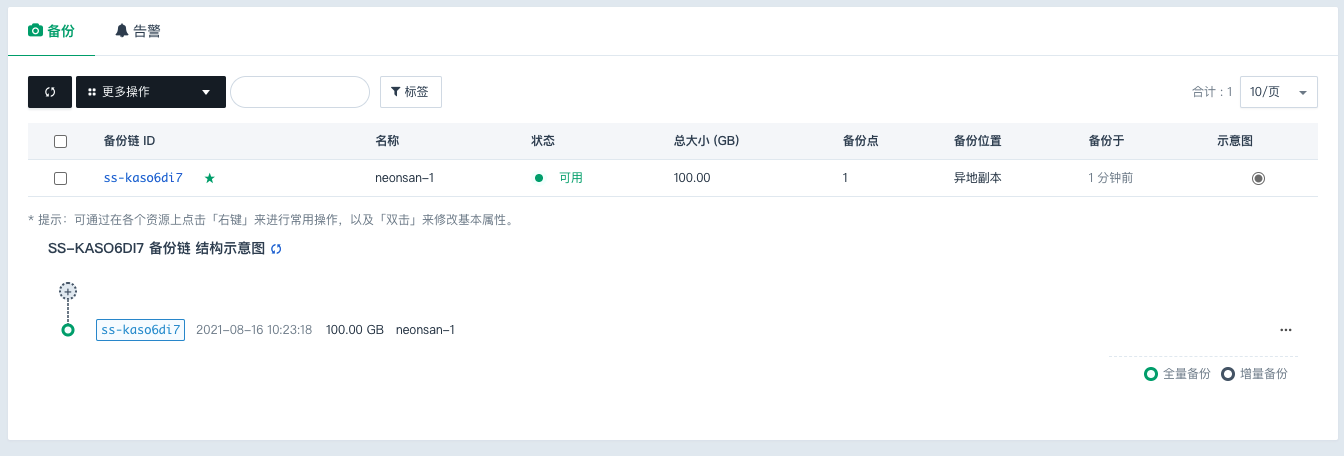 备份 告警
更多操作 标签 合计：1 10/页
备份链 ID 名称 状态 总大小 (GB) 备份点 备份位置 备份于 示意图
ss-kaso6di7 neonsan-1 可用 100.00 1 异地副本 1 分钟前
* 提示：可通过在各个资源上点击「右键」来进行常用操作，以及「双击」来修改基本属性。
SS-KASO6DI7 备份链 结构示意图
ss-kaso6di7 2021-08-16 10:23:18 100.00 GB neonsan-1
全量备份 增量备份